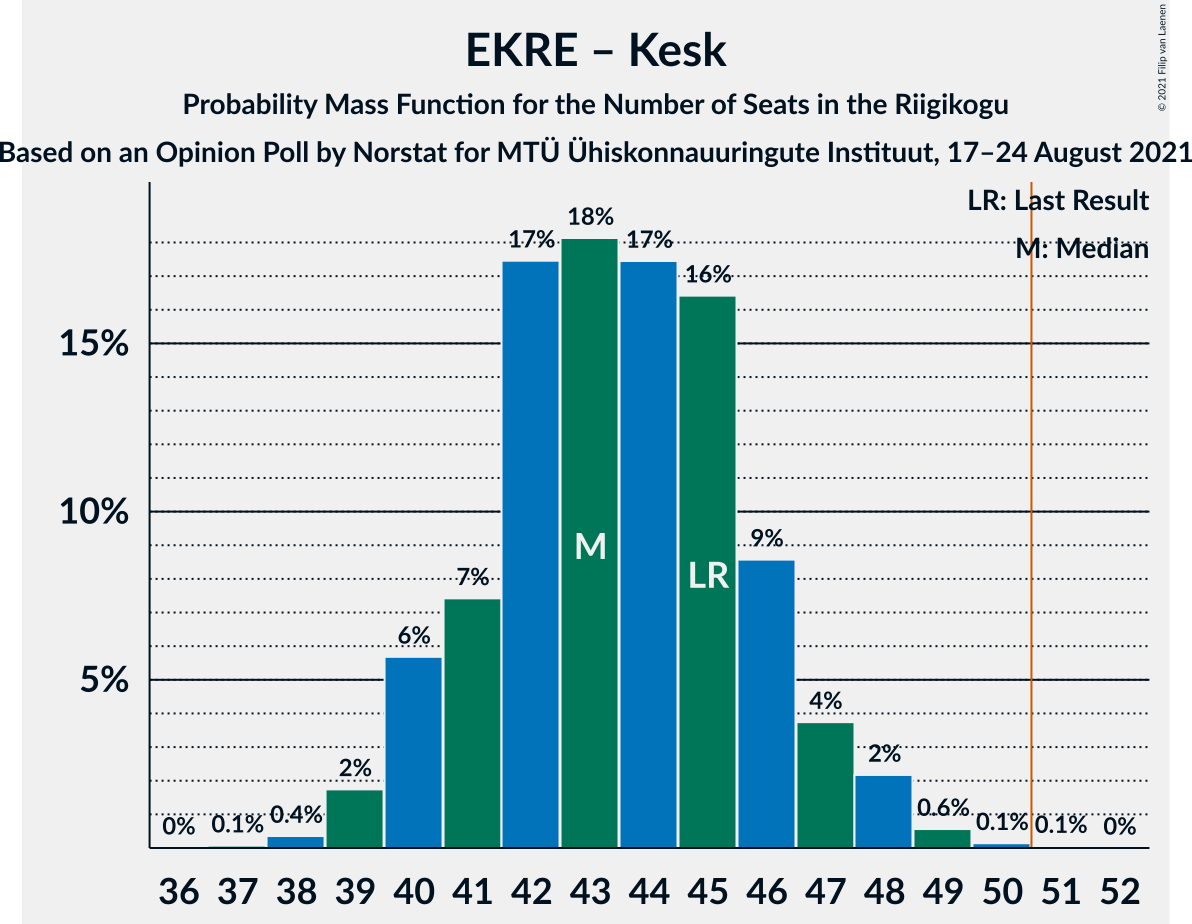 EKRE – Kesk
Probability Mass Function for the Number of Seats in the Riigikogu
Based on an Opinion Poll by Norstat for MTÜ Ühiskonnauuringute Instituut, 17–24 August 2021
© 2021 Filip van Laenen
LR: Last Result
M: Median
15%
10%
5%
0% 0.1% 0.4% 2% 6% 7% 17% 18% 17% 16% 9% 4% 2% 0.6% 0.1% 0.1% 0%
M
LR
36 37 38 39 40 41 42 43 44 45 46 47 48 49 50 51 52